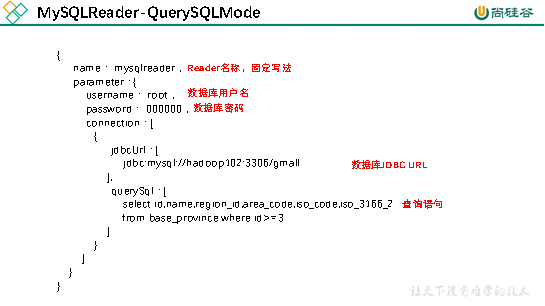 MySQLReader-QuerySQLMode
尚硅谷
{
name : mysqlreader , Reader名称，固定写法
parameter : {
username : root , 数据库用户名
password : 000000 , 数据库密码
connection : [
{
jdbcUrl : [
jdbc:mysql://hadoop102:3306/gmall 数据库JDBC URL
],
querySql : [
select id,name,region_id,area_code,iso_code,iso_3166_2 查询语句
from base_province where id>=3
]
}
]
}
}
让天下没有难学的技术